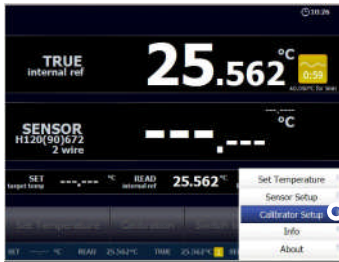 10:26
TRUE
internal ref
25.562 °C
0:59
SENSOR
H120(90)672
2 wire
---.--- °C
SET
target temp
---.--- °C
READ
internal ref
25.562 °C
Set Temperature
Sensor Setup
Calibrator Setup
Info
About
SET ---.--- °C READ 25.562°C TRUE 25.562°C